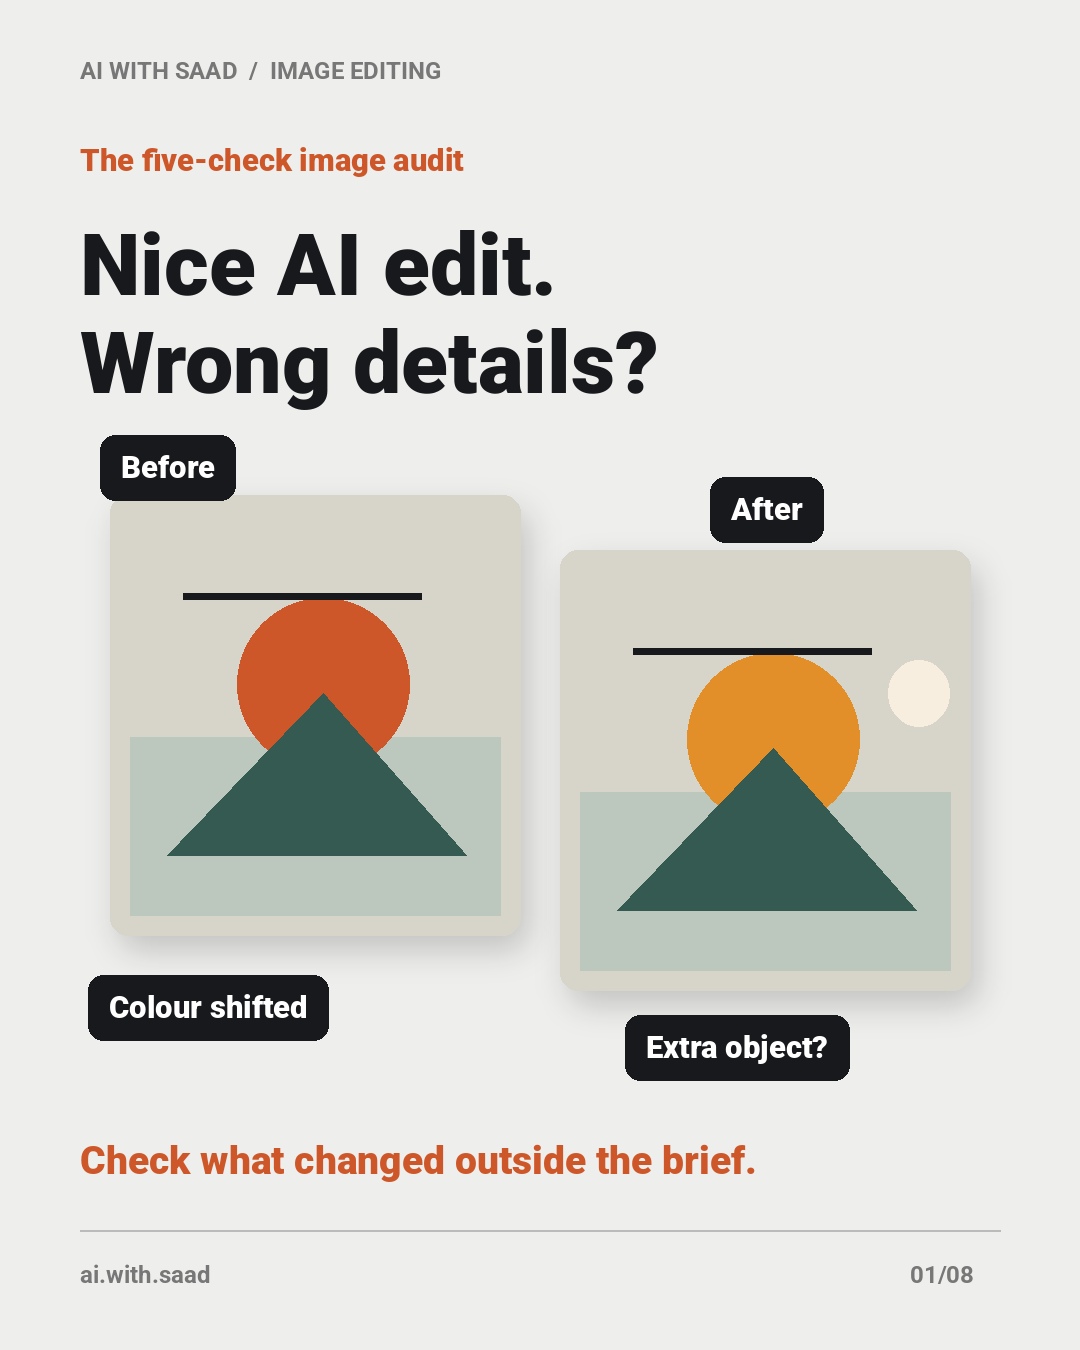 AI WITH SAAD / IMAGE EDITING
The five-check image audit
Nice AI edit.
Wrong details?
Before
After
Colour shifted
Extra object?
Check what changed outside the brief.
ai.with.saad
01/08